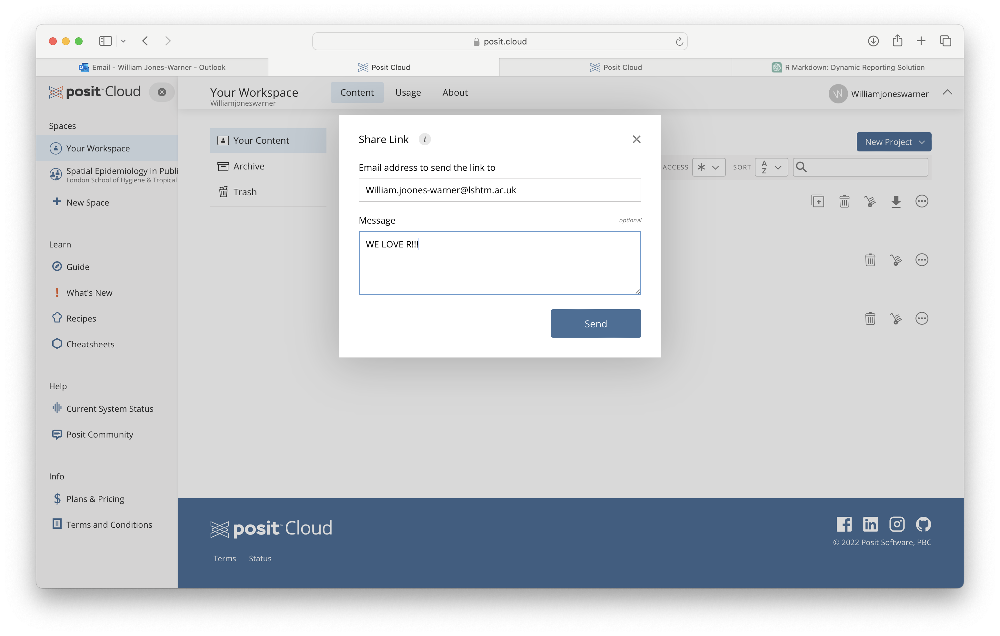 posit.cloud
Email - William Jones-Warner - Outlook
Posit Cloud
Posit Cloud
R Markdown: Dynamic Reporting Solution
posit™ Cloud
Your Workspace
Williamjoneswarner
Content
Usage
About
W
Williamjoneswarner
Spaces
Your Workspace
Spatial Epidemiology in Publi
London School of Hygiene & Tropical
New Space
Learn
Guide
What's New
Recipes
Cheatsheets
Help
Current System Status
Posit Community
Info
Plans & Pricing
Terms and Conditions
Your Content
Archive
Trash
New Project
ACCESS
SORT
A
Z
Share Link
i
Email address to send the link to
William.joones-warner@lshtm.ac.uk
Message
optional
WE LOVE R!!!
Send
posit™ Cloud
Terms
Status
© 2022 Posit Software, PBC